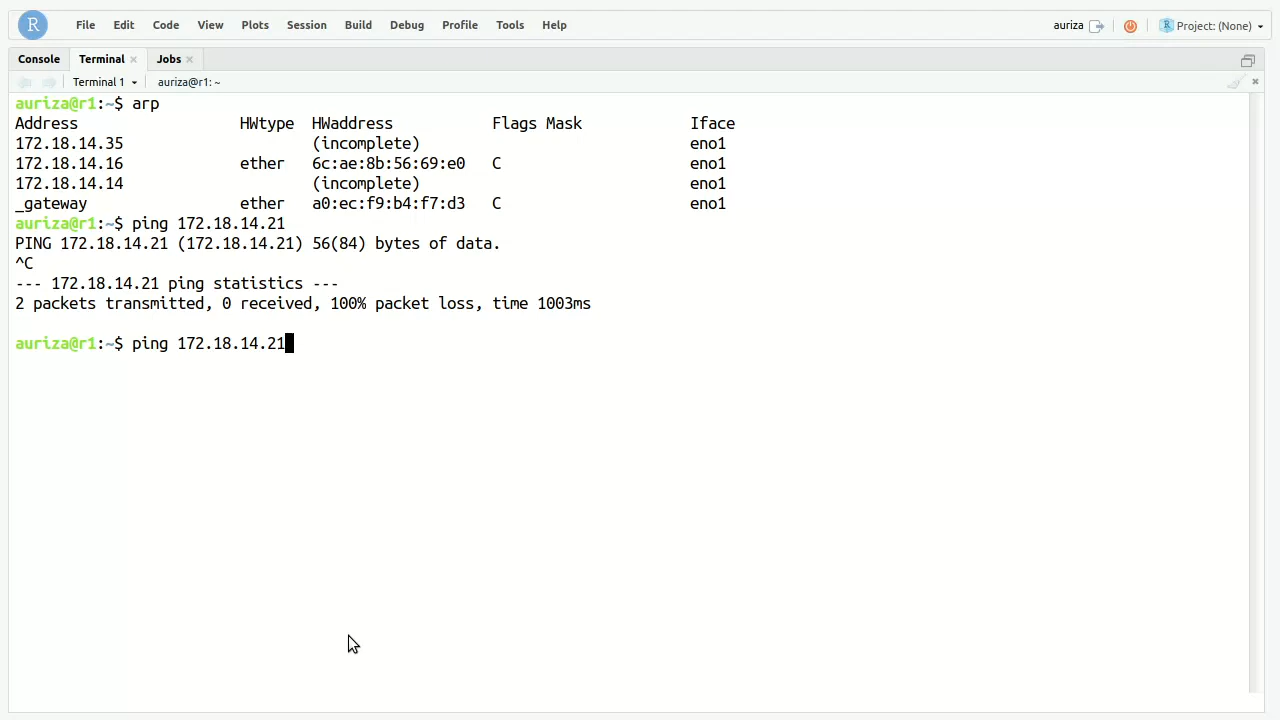 R File Edit Code View Plots Session Build Debug Profile Tools Help auriza R Project: (None)
Console Terminal Jobs
Terminal 1 auriza@r1: ~
auriza@r1:~$ arp
Address HWtype HWaddress Flags Mask Iface
172.18.14.35 (incomplete) eno1
172.18.14.16 ether 6c:ae:8b:56:69:e0 C eno1
172.18.14.14 (incomplete) eno1
_gateway ether a0:ec:f9:b4:f7:d3 C eno1
auriza@r1:~$ ping 172.18.14.21
PING 172.18.14.21 (172.18.14.21) 56(84) bytes of data.
^C
--- 172.18.14.21 ping statistics ---
2 packets transmitted, 0 received, 100% packet loss, time 1003ms
auriza@r1:~$ ping 172.18.14.21